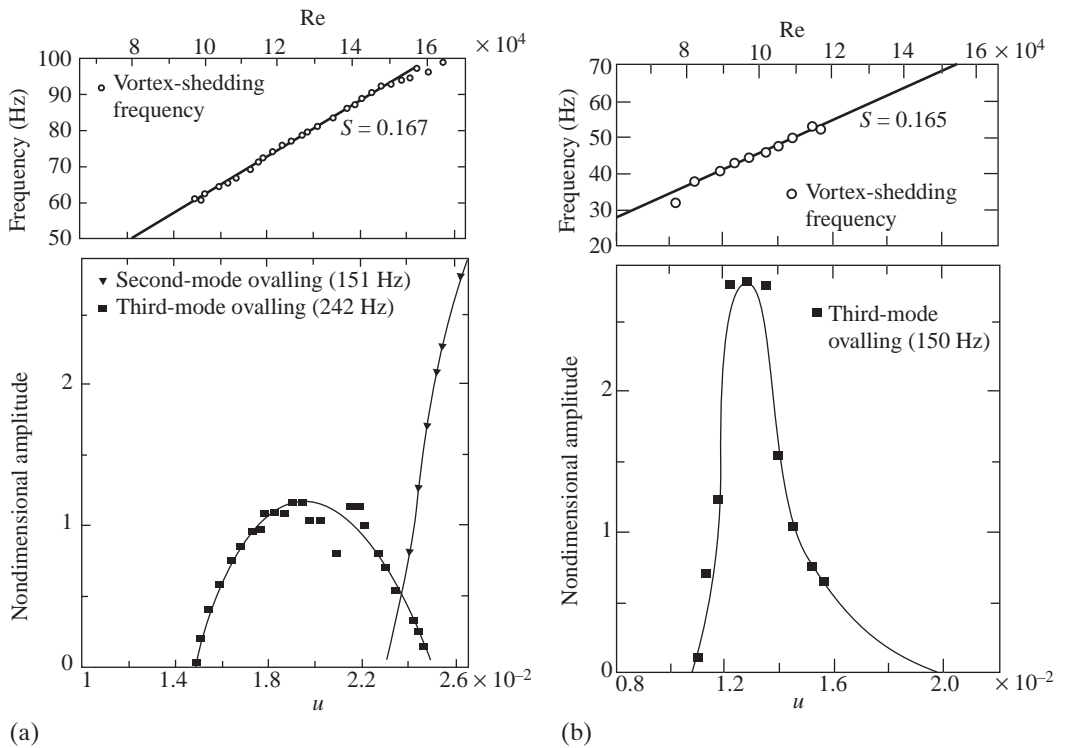 Re
8 10 12 14 16 × 10⁴
100
90
80
70
60
50
Frequency (Hz)
Vortex-shedding
frequency
S = 0.167
Second-mode ovalling (151 Hz)
Third-mode ovalling (242 Hz)
2
1
0
Nondimensional amplitude
1 1.4 1.8 2.2 2.6 × 10⁻²
u
(a)
Re
8 10 12 14 16 × 10⁴
70
60
50
40
30
20
Frequency (Hz)
S = 0.165
Vortex-shedding
frequency
Third-mode
ovalling (150 Hz)
2
1
0
Nondimensional amplitude
0.8 1.2 1.6 2.0 × 10⁻²
u
(b)